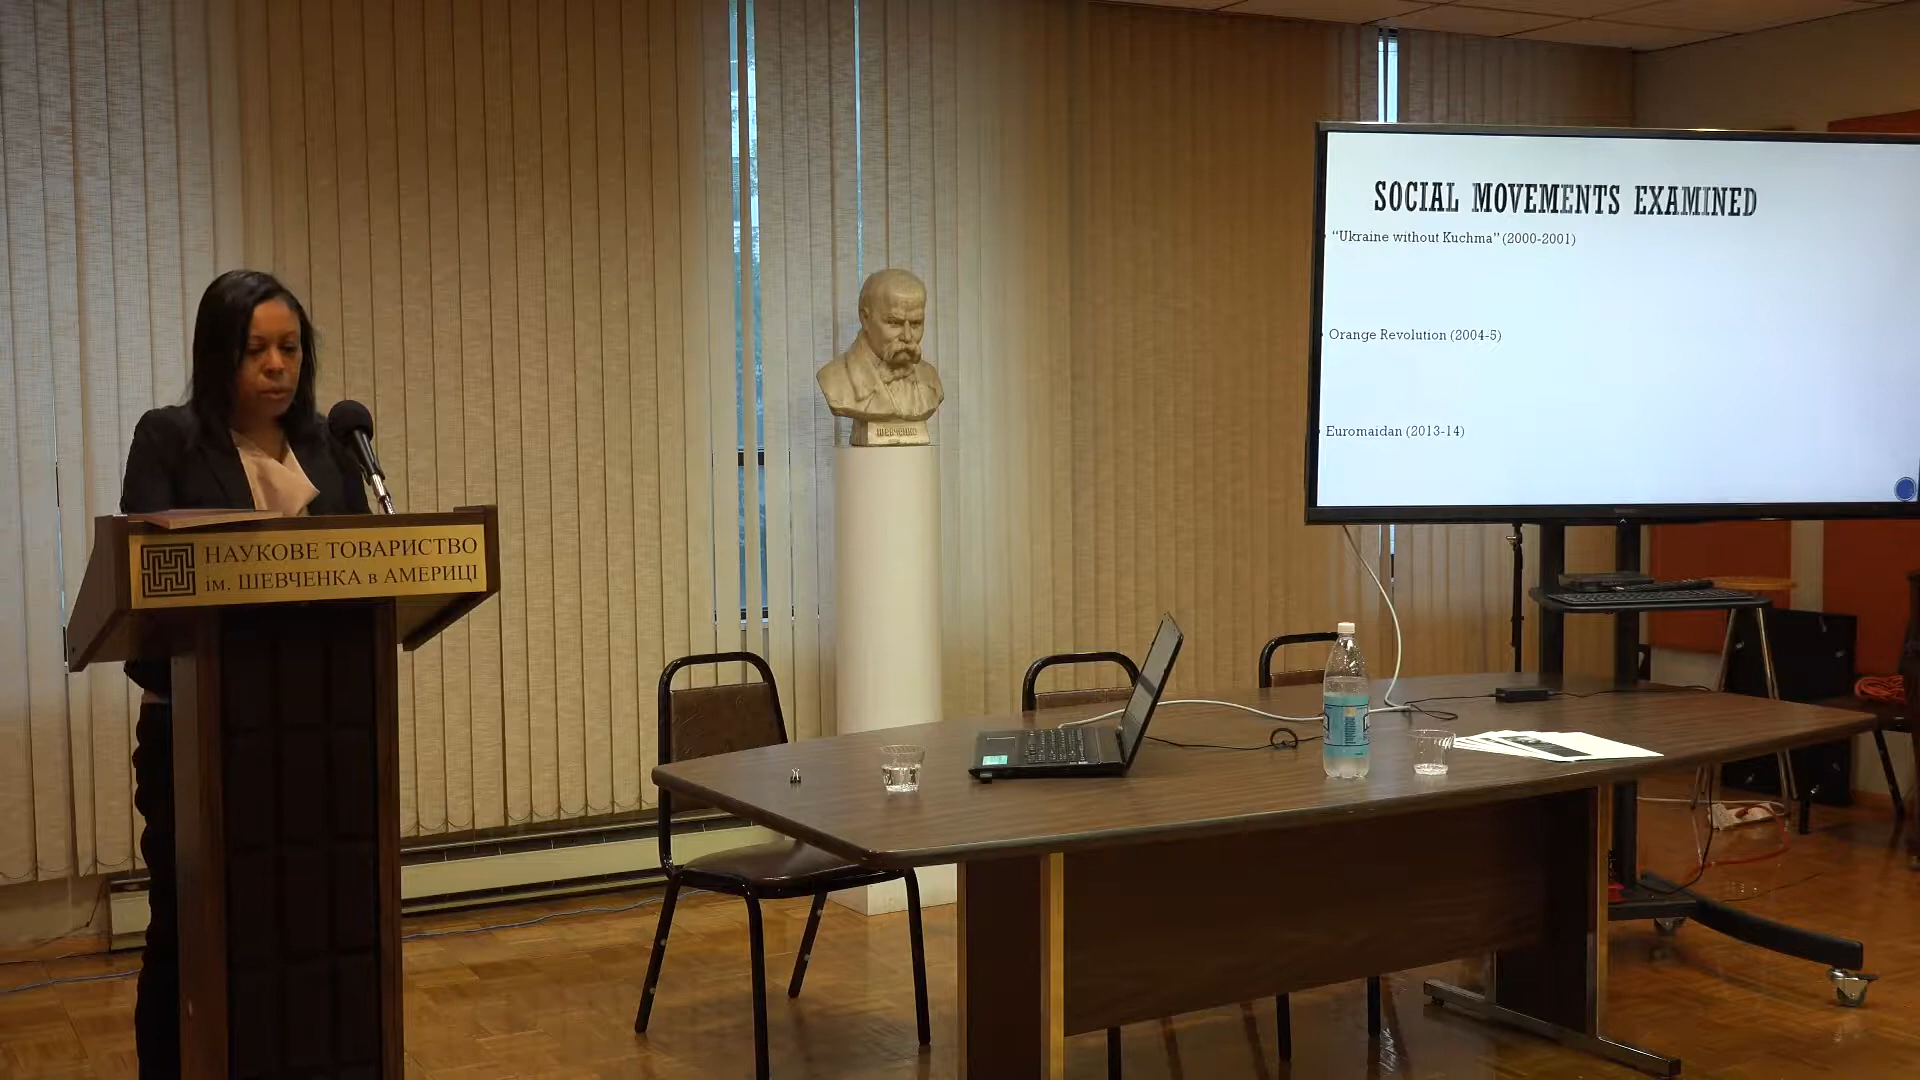 НАУКОВЕ ТОВАРИСТВО
ім. ШЕВЧЕНКА в АМЕРИЦІ
ШЕВЧЕНКО
SOCIAL MOVEMENTS EXAMINED
“Ukraine without Kuchma” (2000-2001)
Orange Revolution (2004-5)
Euromaidan (2013-14)